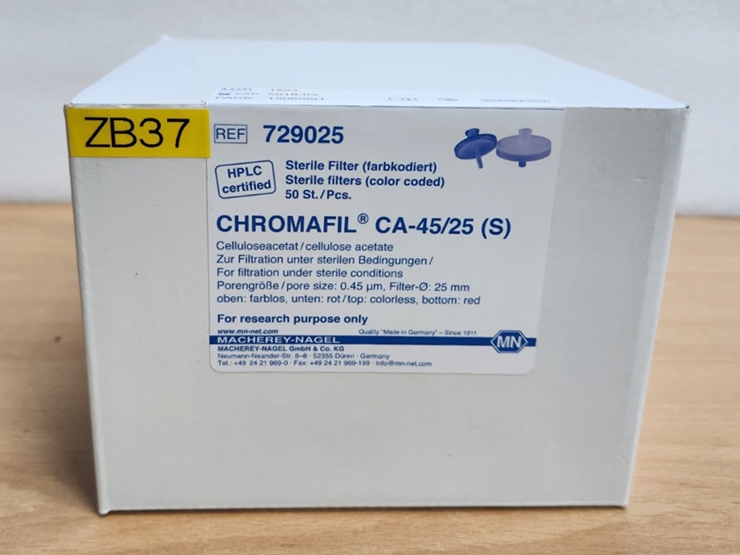 ZB37
REF 729025
HPLC certified
Sterile Filter (farbkodiert)
Sterile filters (color coded)
50 St./Pcs.
CHROMAFIL® CA-45/25 (S)
Celluloseacetat/cellulose acetate
Zur Filtration unter sterilen Bedingungen/
For filtration under sterile conditions
Porengröße/pore size: 0.45 µm, Filter-Ø: 25 mm
oben: farblos, unten: rot/top: colorless, bottom: red
For research purpose only
www.mn-net.com Quality "Made in Germany" – Since 1911
MACHEREY-NAGEL
MN
MACHEREY-NAGEL GmbH & Co. KG
Neumann-Neander-Str. 6–8 · 52355 Düren · Germany
Tel.: +49 24 21 969-0 · Fax: +49 24 21 969-199 · info@mn-net.com